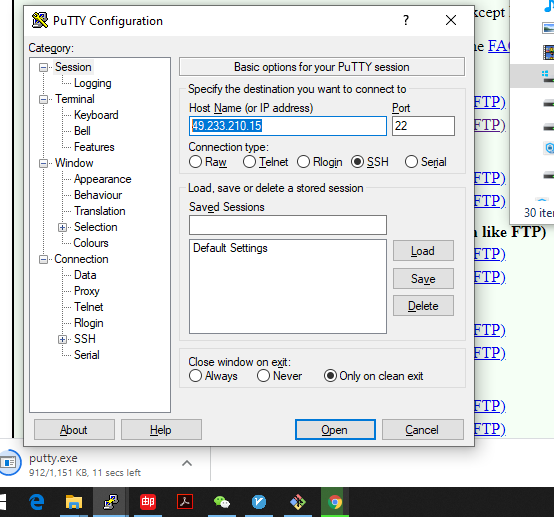 PuTTY Configuration
?
Category:
Session
Logging
Terminal
Keyboard
Bell
Features
Window
Appearance
Behaviour
Translation
Selection
Colours
Connection
Data
Proxy
Telnet
Rlogin
SSH
Serial
Basic options for your PuTTY session
Specify the destination you want to connect to
Host Name (or IP address) Port
49.233.210.15 22
Connection type:
Raw Telnet Rlogin SSH Serial
Load, save or delete a stored session
Saved Sessions
Default Settings
Load
Save
Delete
Close window on exit:
Always Never Only on clean exit
About Help Open Cancel
FTP)
FTP)
FTP)
FTP)
like FTP)
FTP)
FTP)
FTP)
FTP)
FTP)
FTP)
30 ite
putty.exe
912/1,151 KB, 11 secs left
邮